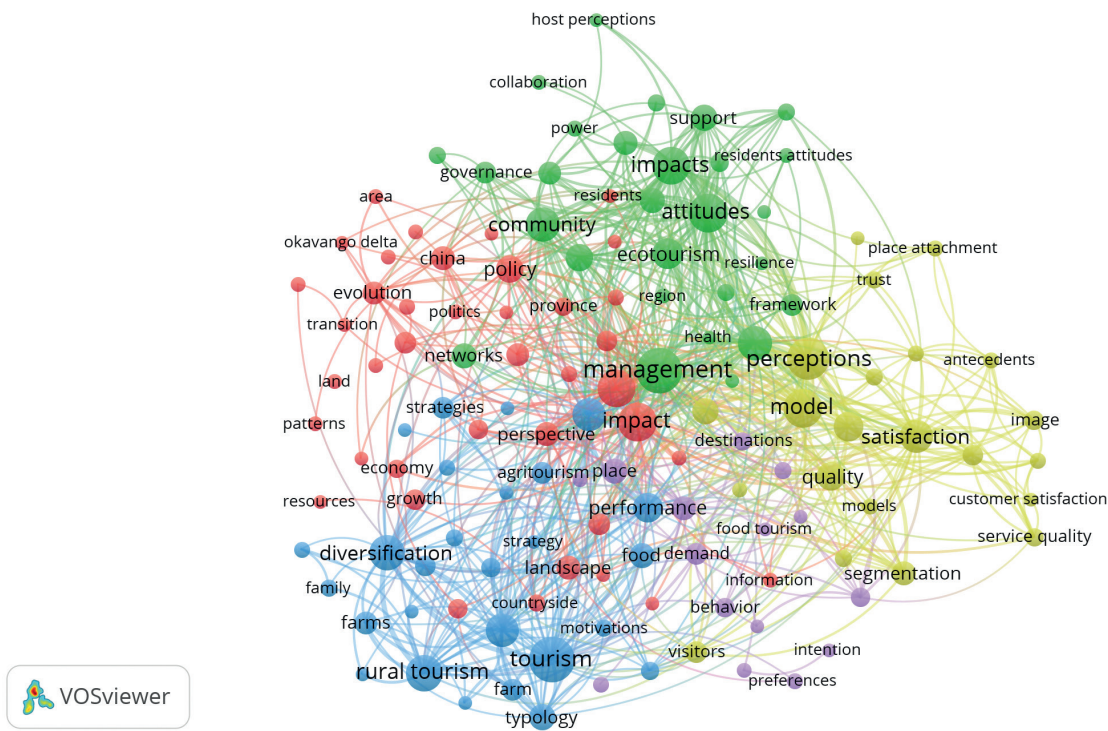 host perceptions
collaboration
support
power
impacts
residents attitudes
governance
residents
area
attitudes
community
okavango delta
place attachment
ecotourism
china
resilience
policy
trust
evolution
region
province
framework
politics
transition
health
networks
perceptions
antecedents
management
land
strategies
model
impact
image
patterns
perspective
satisfaction
destinations
economy
agritourism
place
quality
growth
resources
customer satisfaction
models
performance
food tourism
service quality
strategy
diversification
food
demand
landscape
segmentation
information
family
countryside
behavior
farms
motivations
visitors
intention
tourism
rural tourism
preferences
farm
typology
VOSviewer